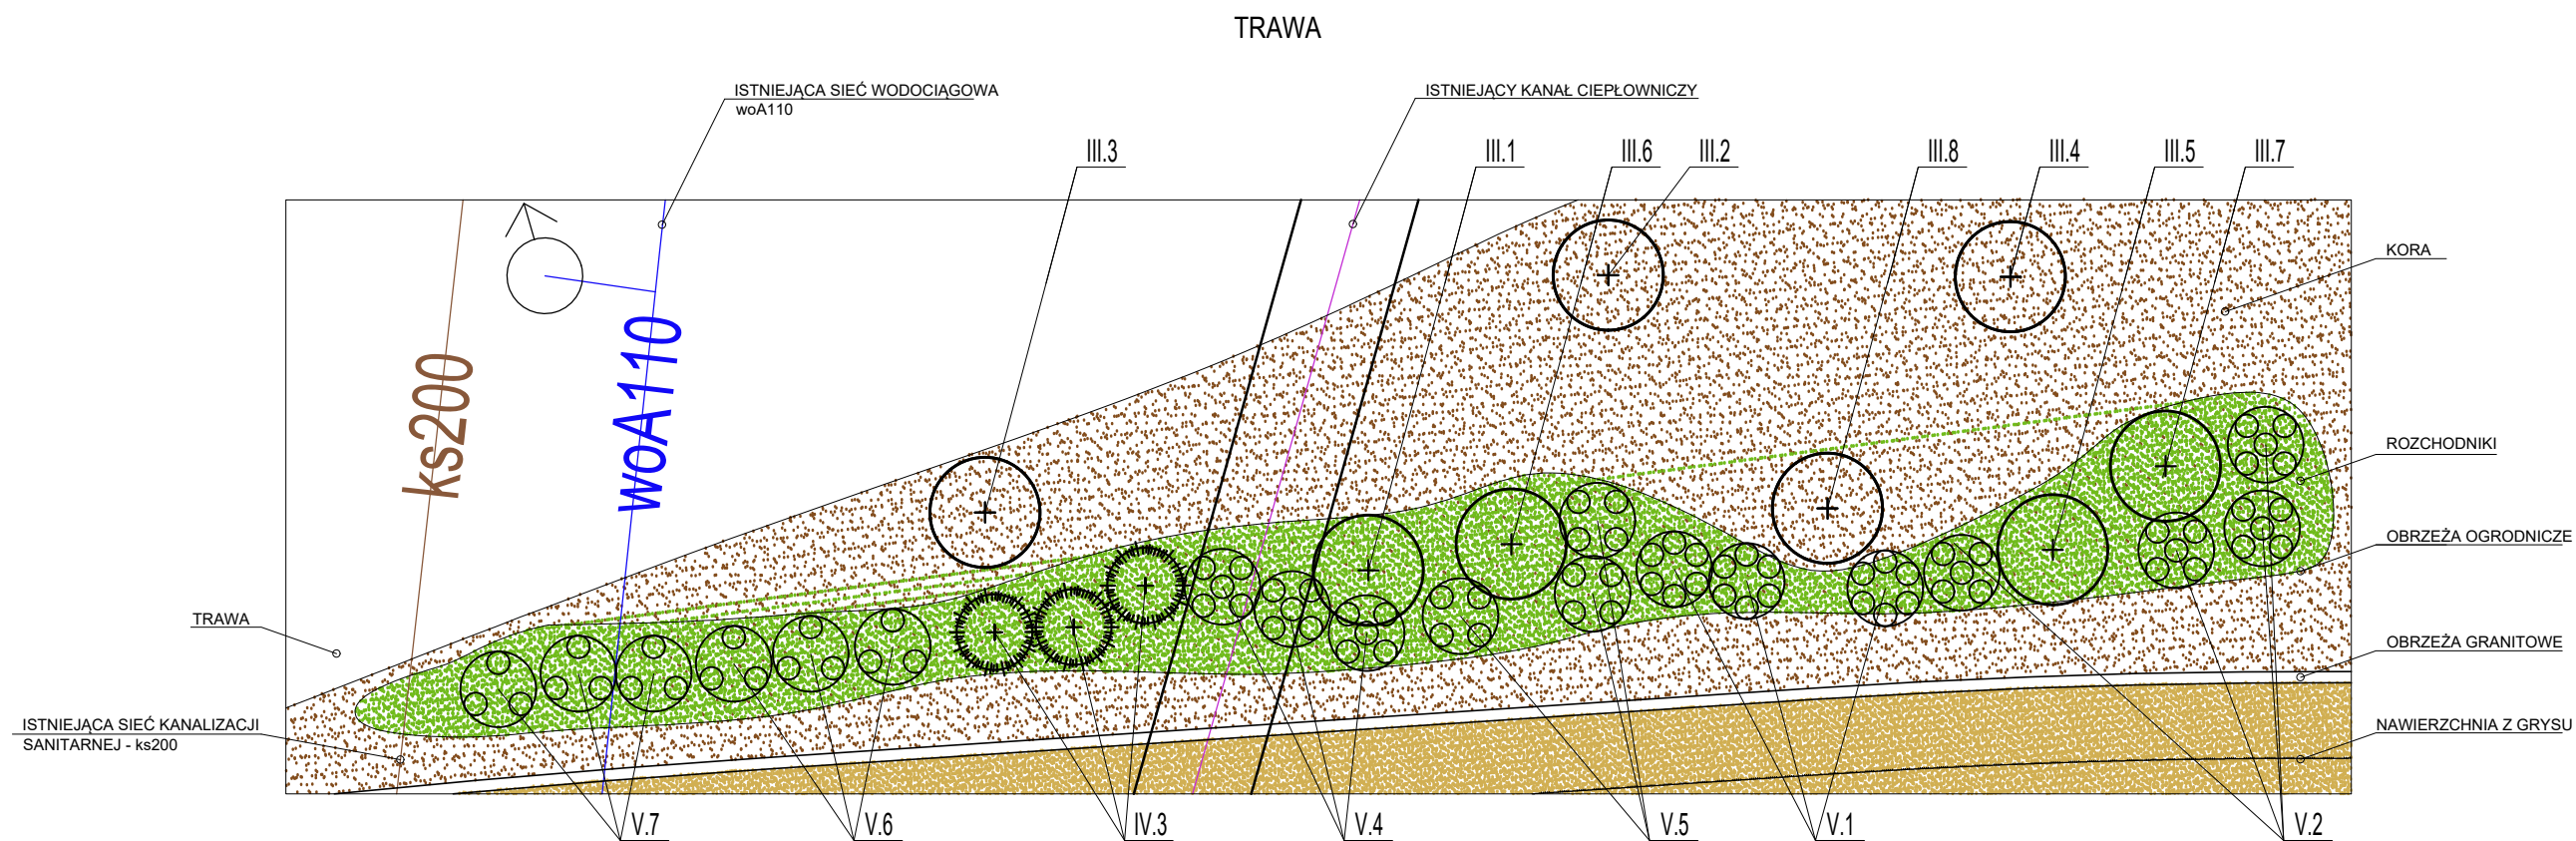 TRAWA
ISTNIEJĄCA SIEĆ WODOCIĄGOWA
woA110
ISTNIEJĄCY KANAŁ CIEPŁOWNICZY
III.3
III.1
III.6
III.2
III.8
III.4
III.5
III.7
KORA
ks200
woA110
ROZCHODNIKI
OBRZEŻA OGRODNICZE
TRAWA
OBRZEŻA GRANITOWE
ISTNIEJĄCA SIEĆ KANALIZACJI
SANITARNEJ - ks200
NAWIERZCHNIA Z GRYSU
V.7
V.6
IV.3
V.4
V.5
V.1
V.2